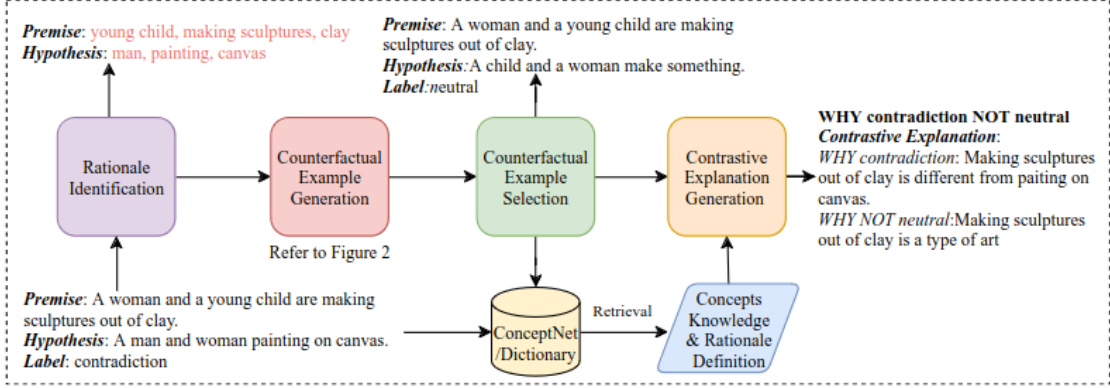 Premise: young child, making sculptures, clay
Hypothesis: man, painting, canvas
Premise: A woman and a young child are making
sculptures out of clay.
Hypothesis:A child and a woman make something.
Label:neutral
Rationale
Identification
Counterfactual
Example
Generation
Refer to Figure 2
Counterfactual
Example
Selection
Contrastive
Explanation
Generation
WHY contradiction NOT neutral
Contrastive Explanation:
WHY contradiction: Making sculptures
out of clay is different from paiting on
canvas.
WHY NOT neutral:Making sculptures
out of clay is a type of art
Premise: A woman and a young child are making
sculptures out of clay.
Hypothesis: A man and woman painting on canvas.
Label: contradiction
ConceptNet
/Dictionary
Retrieval
Concepts
Knowledge
& Rationale
Definition